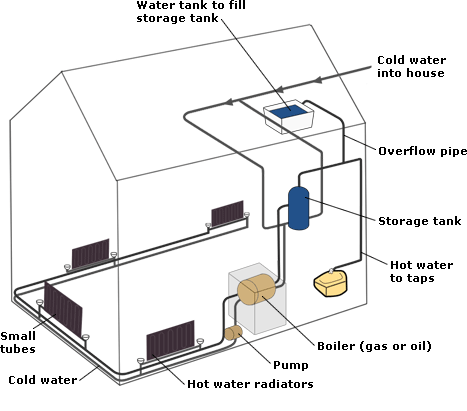 Water tank to fill
storage tank
Cold water
into house
Overflow pipe
Storage tank
Hot water
to taps
Boiler (gas or oil)
Small
tubes
Pump
Cold water
Hot water radiators